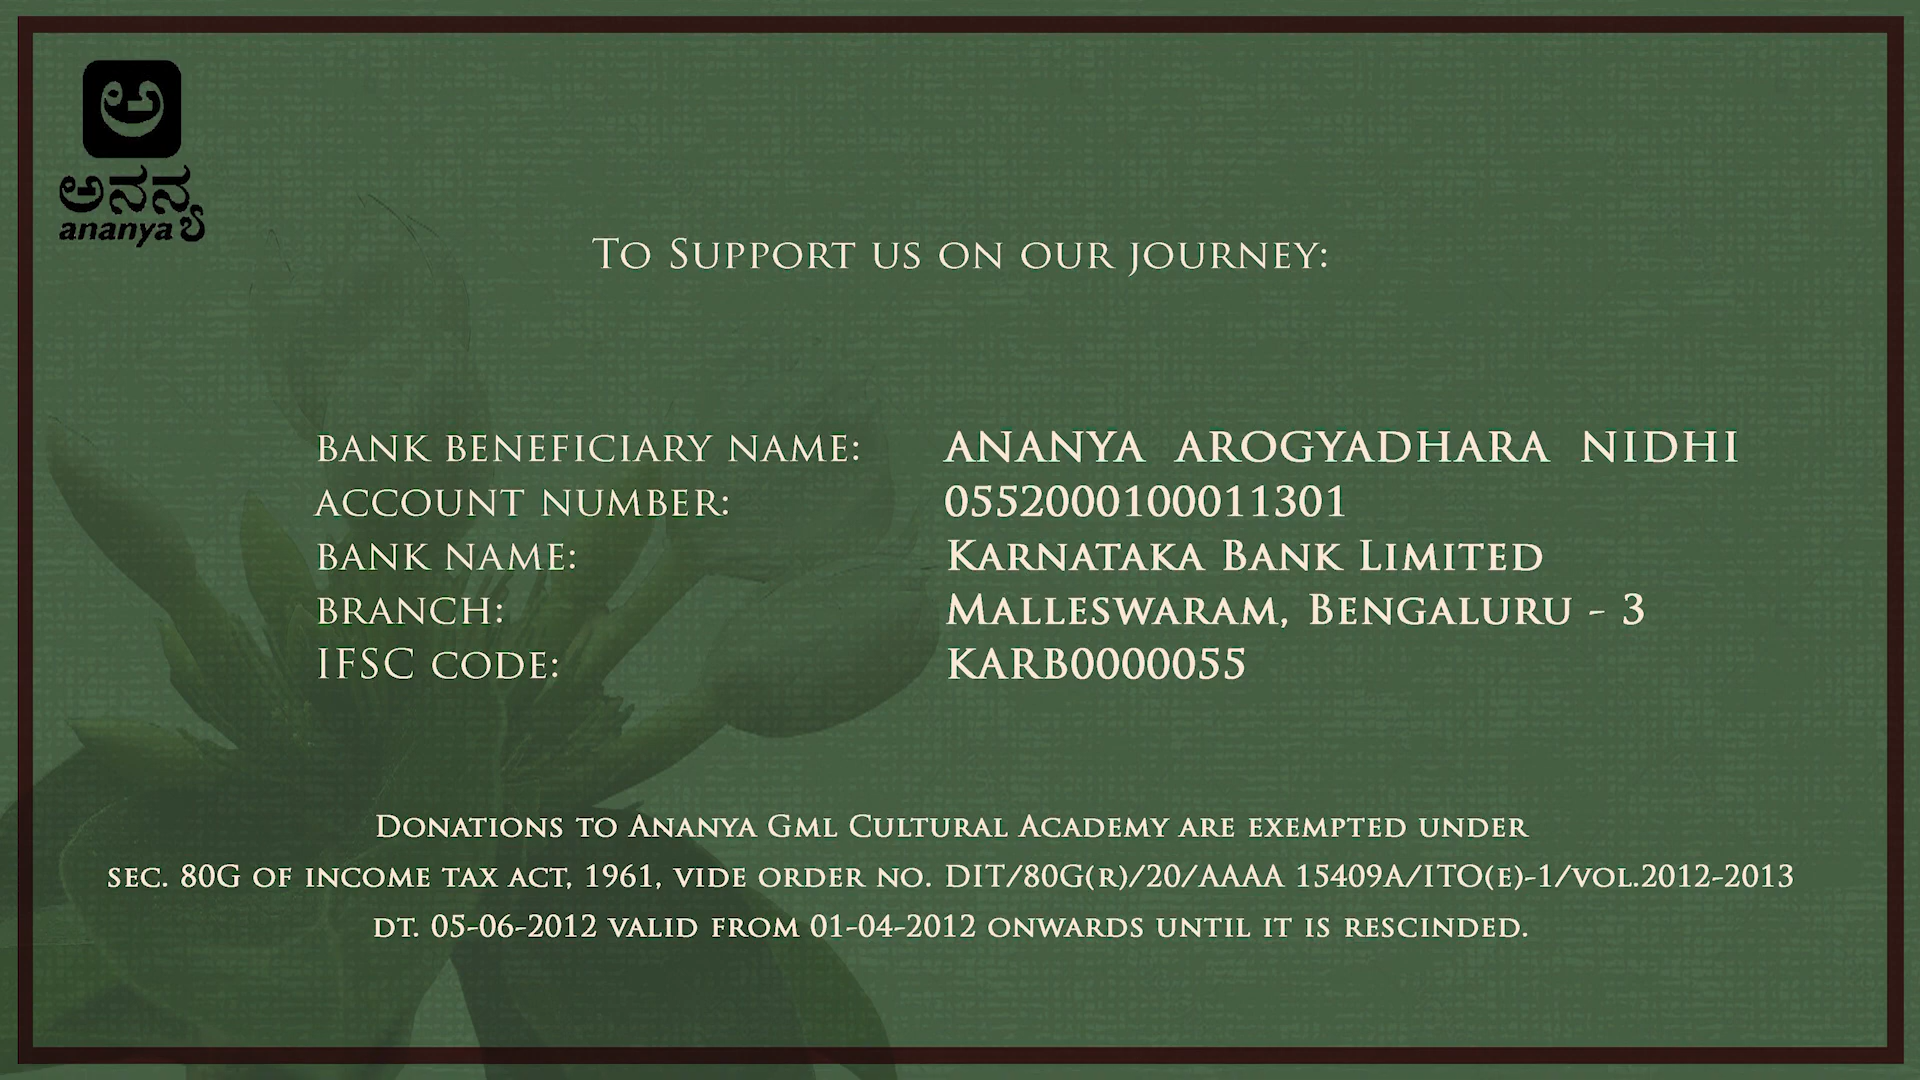 ಅ
ಅನನ್ಯ
ananya
To Support us on our journey:
Bank Beneficiary Name: ANANYA AROGYADHARA NIDHI
Account Number: 0552000100011301
Bank Name: Karnataka Bank Limited
Branch: Malleswaram, Bengaluru - 3
IFSC Code: KARB0000055
Donations to Ananya Gml Cultural Academy are exempted under
sec. 80G of income tax act, 1961, vide order no. DIT/80G(r)/20/AAAA 15409A/ITO(e)-1/vol.2012-2013
dt. 05-06-2012 valid from 01-04-2012 onwards until it is rescinded.